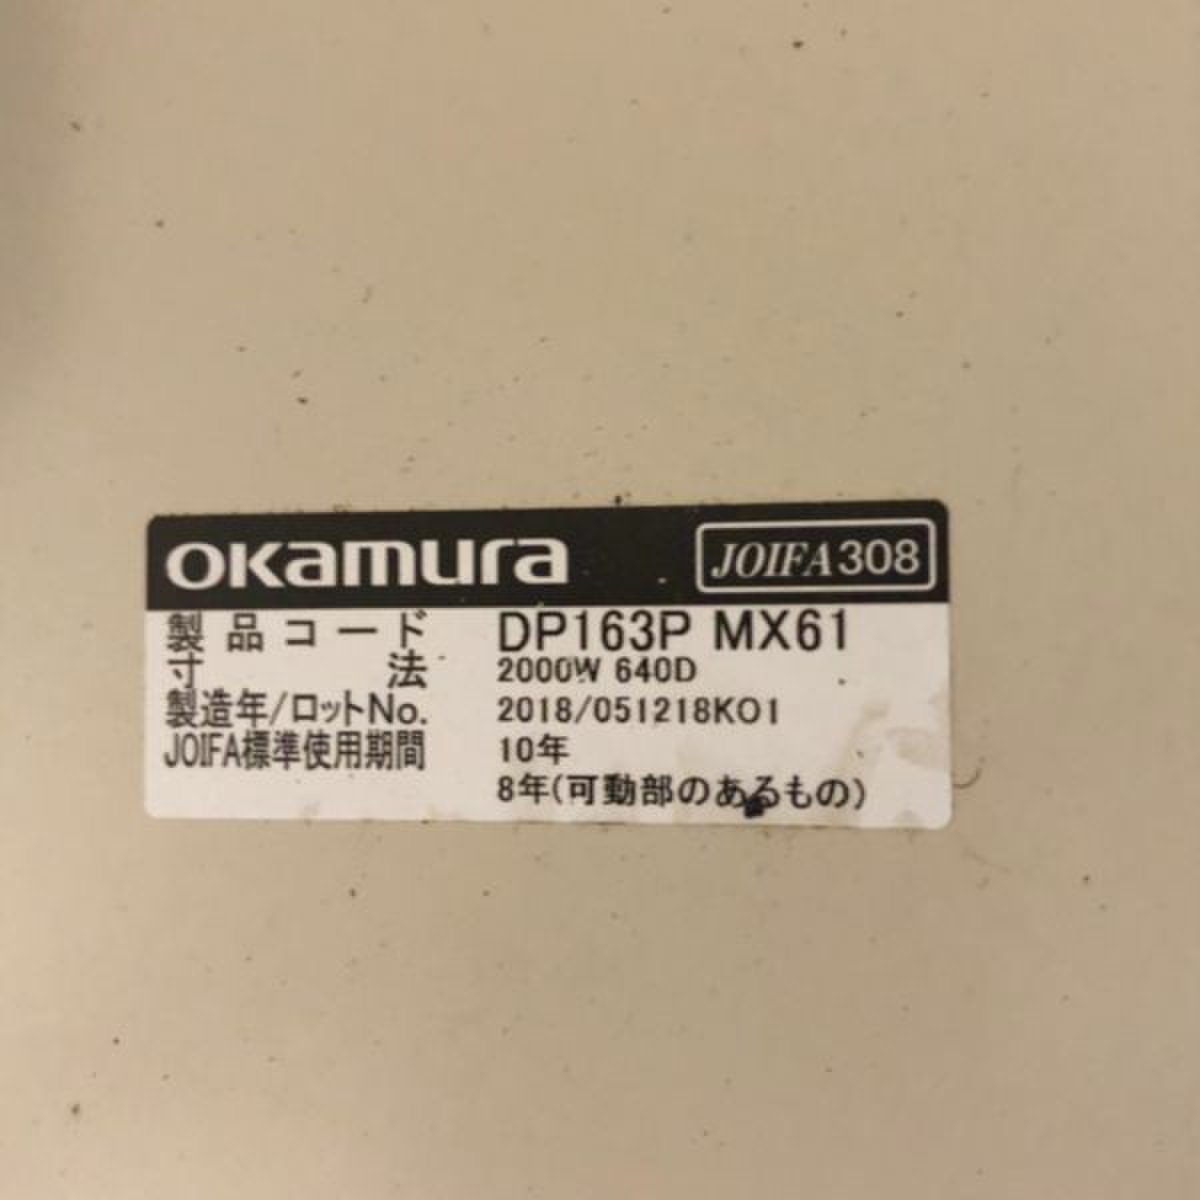 okamura JOIFA308
製品コード DP163P MX61
寸法 2000W 640D
製造年/ロットNo. 2018/051218K01
JOIFA標準使用期間 10年
8年(可動部のあるもの)